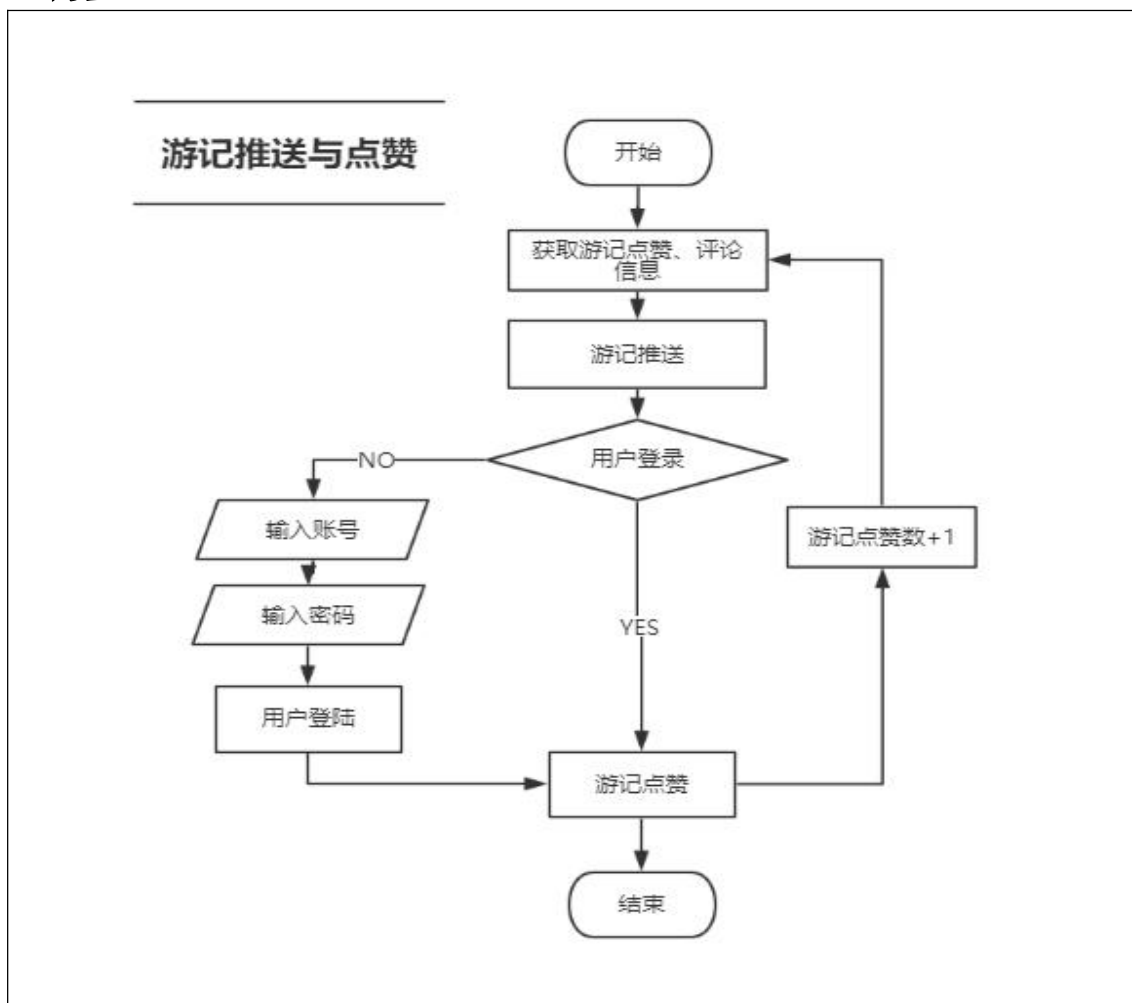 游记推送与点赞
开始
获取游记点赞、评论
信息
游记推送
用户登录
NO
输入账号
游记点赞数+1
输入密码
YES
用户登陆
游记点赞
结束